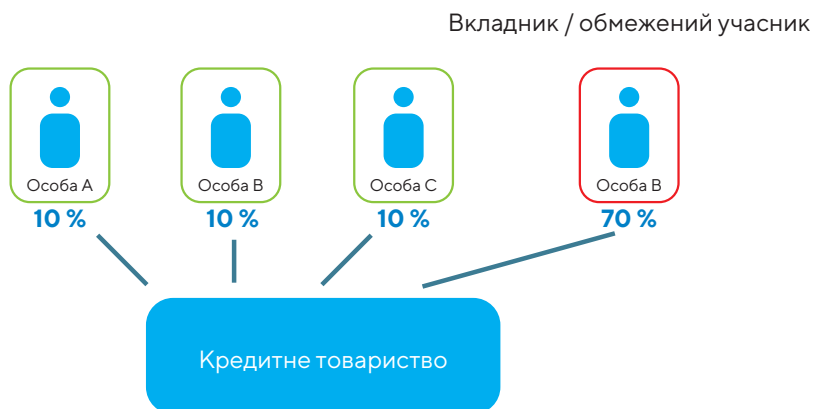 Вкладник / обмежений учасник
Особа A
Особа B
Особа C
Особа B
10 %
10 %
10 %
70 %
Кредитне товариство